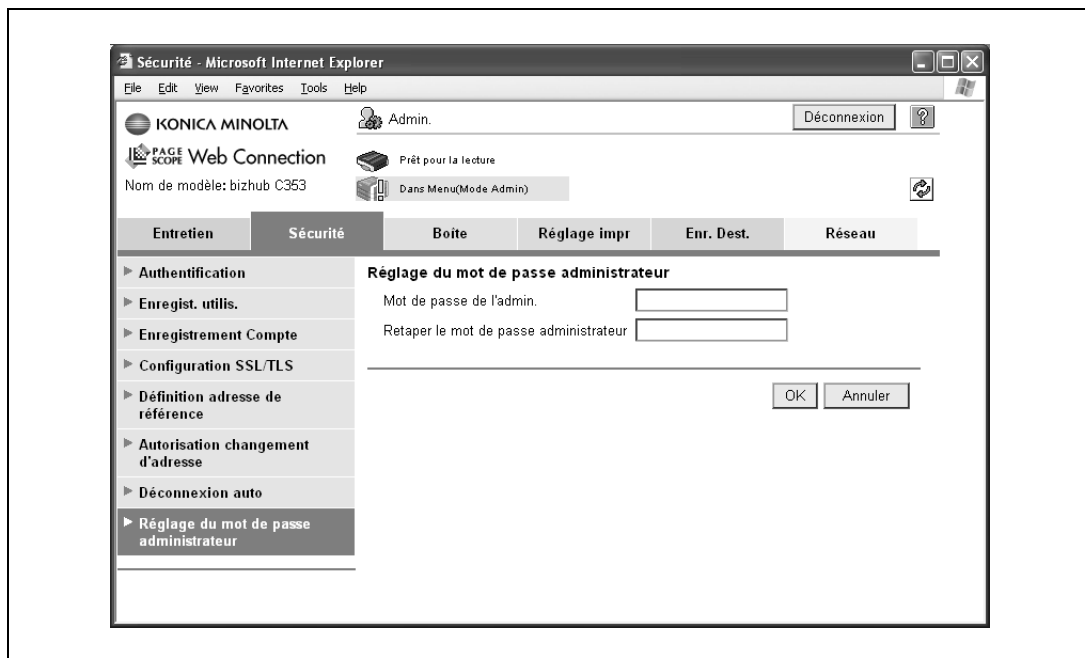 Sécurité - Microsoft Internet Explorer
File Edit View Favorites Tools Help
KONICA MINOLTA
Admin.
Déconnexion
?
PAGE SCOPE Web Connection
Prêt pour la lecture
Nom de modèle: bizhub C353
Dans Menu(Mode Admin)
Entretien Sécurité Boîte Réglage impr Enr. Dest. Réseau
Authentification
Enregist. utilis.
Enregistrement Compte
Configuration SSL/TLS
Définition adresse de
référence
Autorisation changement
d'adresse
Déconnexion auto
Réglage du mot de passe
administrateur
Réglage du mot de passe administrateur
Mot de passe de l'admin.
Retaper le mot de passe administrateur
OK Annuler